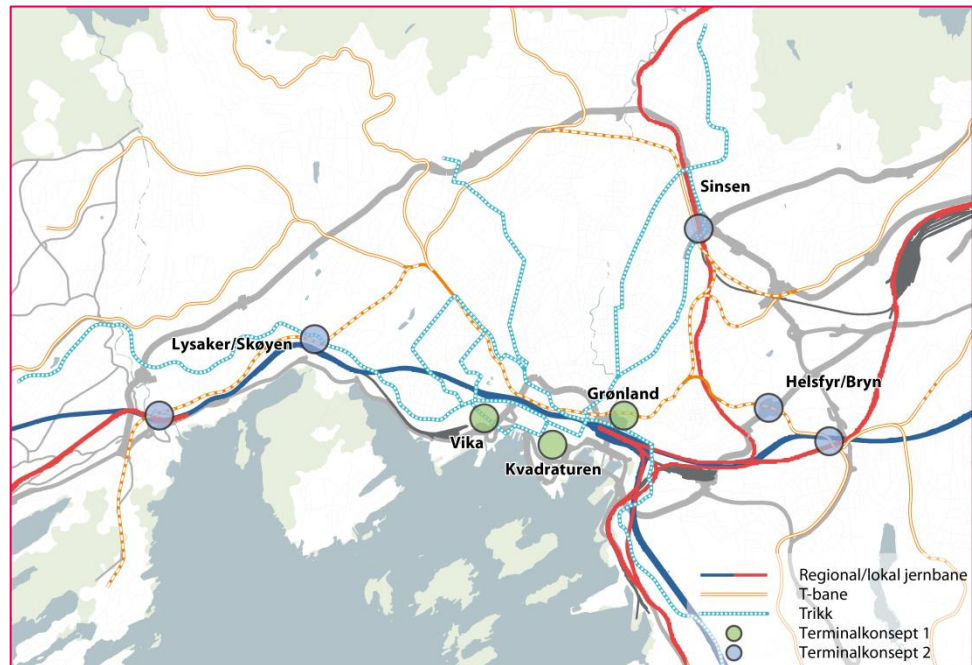 Sinsen
Lysaker/Skøyen
Grønland
Helsfyr/Bryn
Vika
Kvadraturen
Regional/lokal jernbane
T-bane
Trikk
Terminalkonsept 1
Terminalkonsept 2